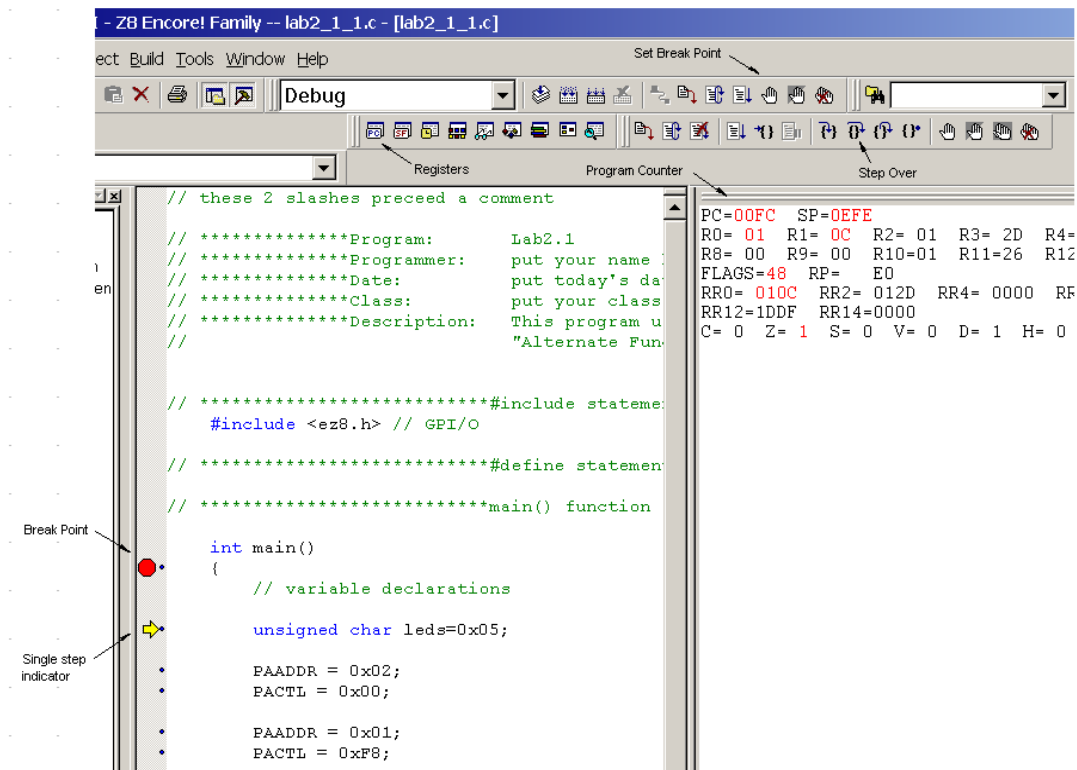 - Z8 Encore! Family -- lab2_1_1.c - [lab2_1_1.c]
ect Build Tools Window Help
Set Break Point
Debug
Registers
Program Counter
Step Over
// these 2 slashes preceed a comment
// **************Program: Lab2.1
// **************Programmer: put your name
// **************Date: put today's da
// **************Class: put your class
// **************Description: This program u
// "Alternate Fun
// ***************************#include stateme
#include <ez8.h> // GPI/O
// ***************************#define statemen
// ***************************main() function
int main()
{
// variable declarations
unsigned char leds=0x05;
PAADDR = 0x02;
PACTL = 0x00;
PAADDR = 0x01;
PACTL = 0xF8;
en
Break Point
Single step
indicator
PC=00FC SP=0EFE
R0= 01 R1= 0C R2= 01 R3= 2D R4=
R8= 00 R9= 00 R10=01 R11=26 R12
FLAGS=48 RP= E0
RR0= 010C RR2= 012D RR4= 0000 RR
RR12=1DDF RR14=0000
C= 0 Z= 1 S= 0 V= 0 D= 1 H= 0